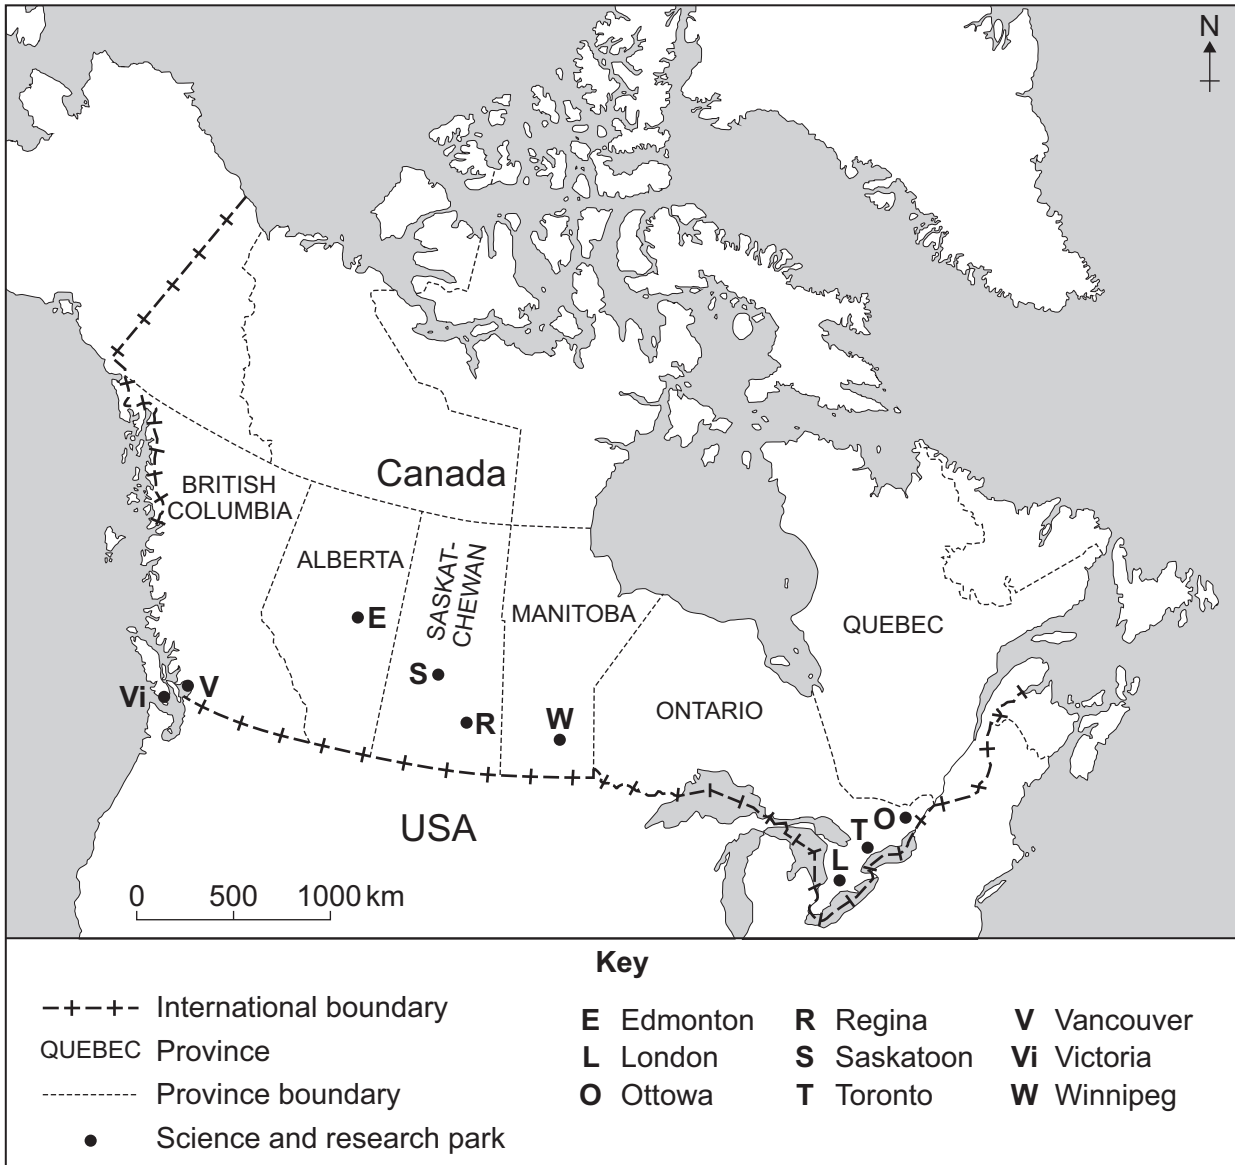 N
Canada
BRITISH
COLUMBIA
ALBERTA
SASKAT-
CHEWAN
MANITOBA
QUEBEC
ONTARIO
E
S
R
W
Vi
V
O
T
L
USA
0 500 1000 km
Key
International boundary
QUEBEC Province
Province boundary
Science and research park
E Edmonton
L London
O Ottowa
R Regina
S Saskatoon
T Toronto
V Vancouver
Vi Victoria
W Winnipeg